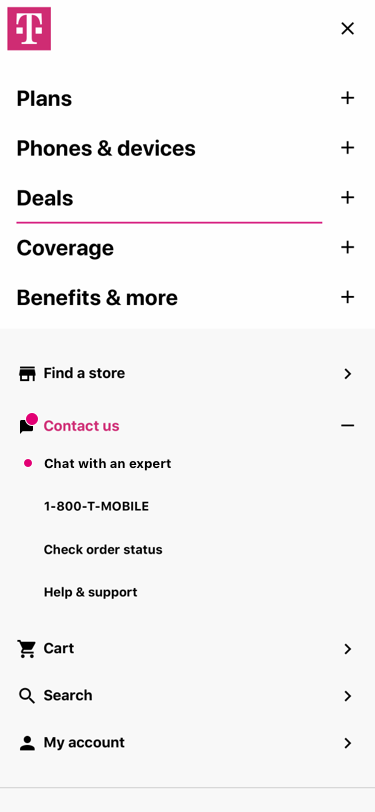 T
Plans
Phones & devices
Deals
Coverage
Benefits & more
Find a store
Contact us
Chat with an expert
1-800-T-MOBILE
Check order status
Help & support
Cart
Search
My account